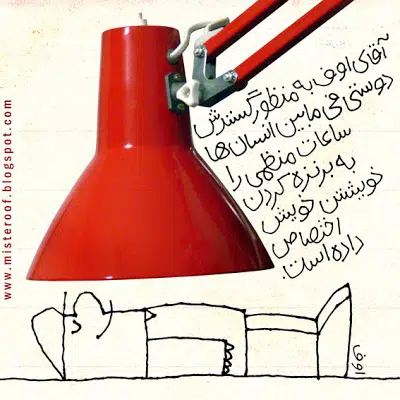 آقای اوف به منظور گسترش
دوستی فی مابین انسان‌ها
ساعات منظمی را
به برنزه کردن
خویشتن خویش
اختصاص
داده است.
www.misteroof.blogspot.com